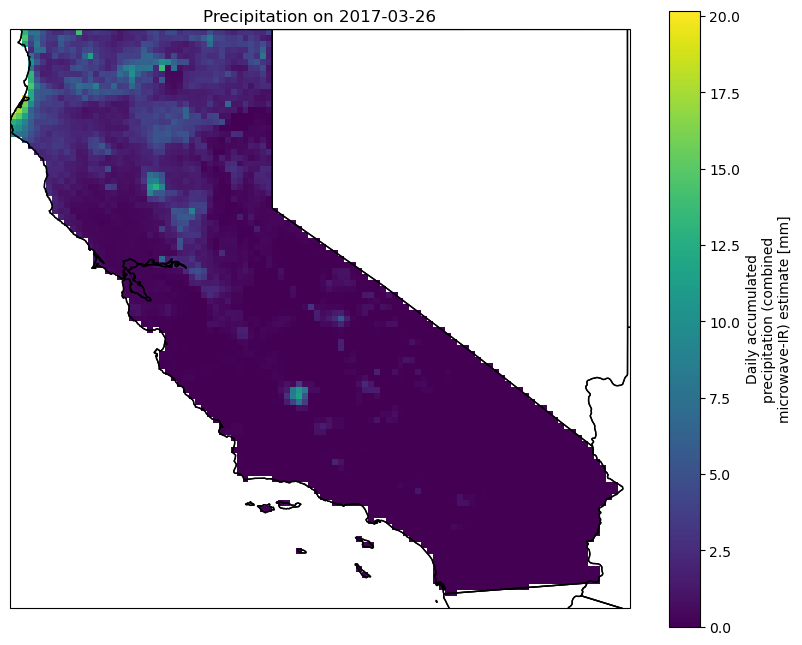 Precipitation on 2017-03-26
20.0
17.5
15.0
12.5
10.0
7.5
5.0
2.5
0.0
Daily accumulated
precipitation (combined
microwave-IR) estimate [mm]